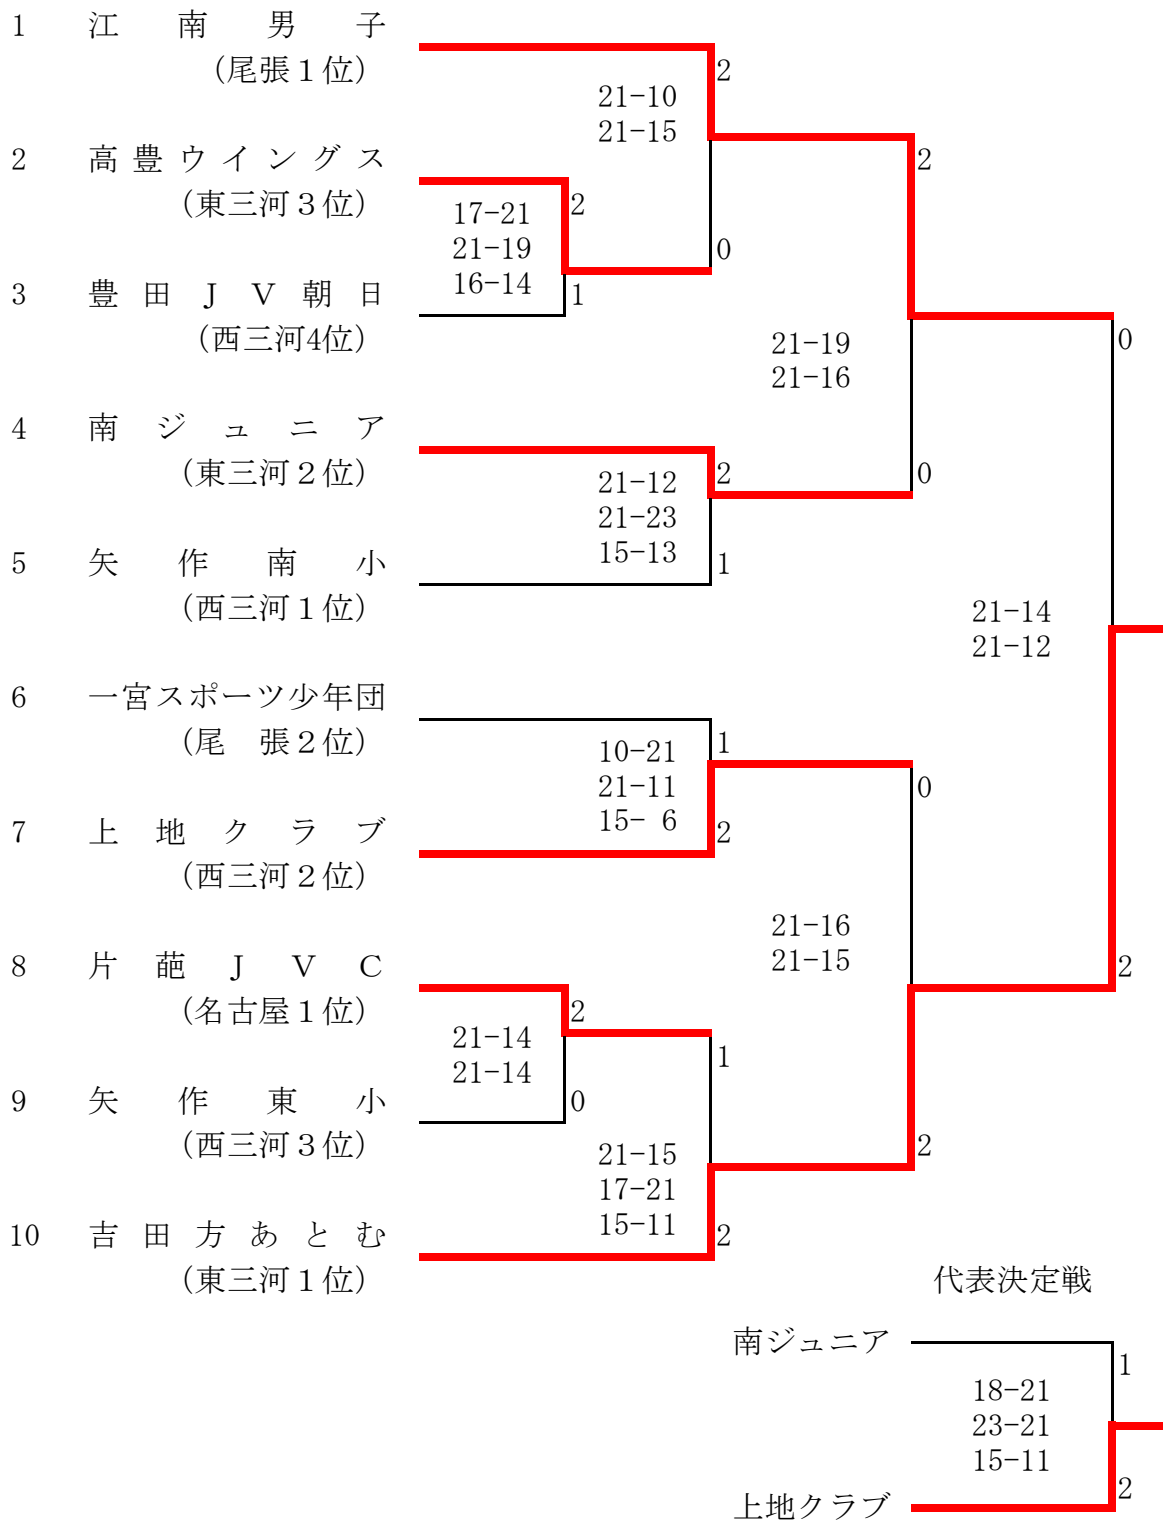 1 江南男子
(尾張１位)
2
21-10
21-15
2 高豊ウイングス
(東三河３位)
2
2
17-21
21-19
16-14
0
1
3 豊田ＪＶ朝日
(西三河4位)
0
21-19
21-16
4 南ジュニア
(東三河２位)
2
0
21-12
21-23
15-13
1
5 矢作南小
(西三河１位)
21-14
21-12
6 一宮スポーツ少年団
(尾　張２位)
1
10-21
21-11
15- 6
0
2
7 上地クラブ
(西三河２位)
21-16
21-15
8 片葩ＪＶＣ
(名古屋１位)
2
2
21-14
21-14
1
0
9 矢作東小
(西三河３位)
2
21-15
17-21
15-11
2
10 吉田方あとむ
(東三河１位)
代表決定戦
南ジュニア
1
18-21
23-21
15-11
2
上地クラブ